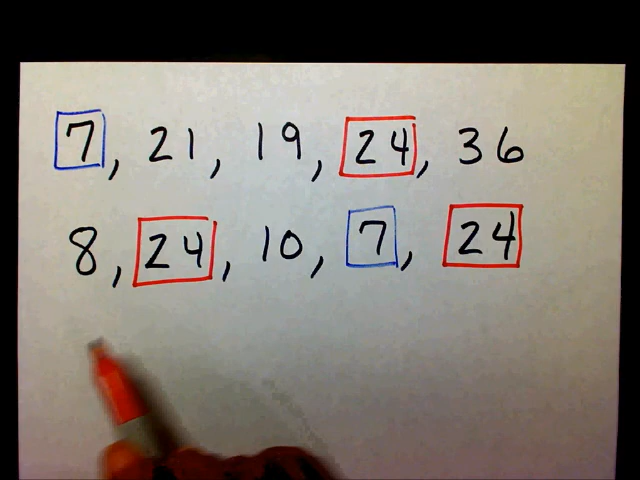 7, 21, 19, 24, 36
8, 24, 10, 7, 24